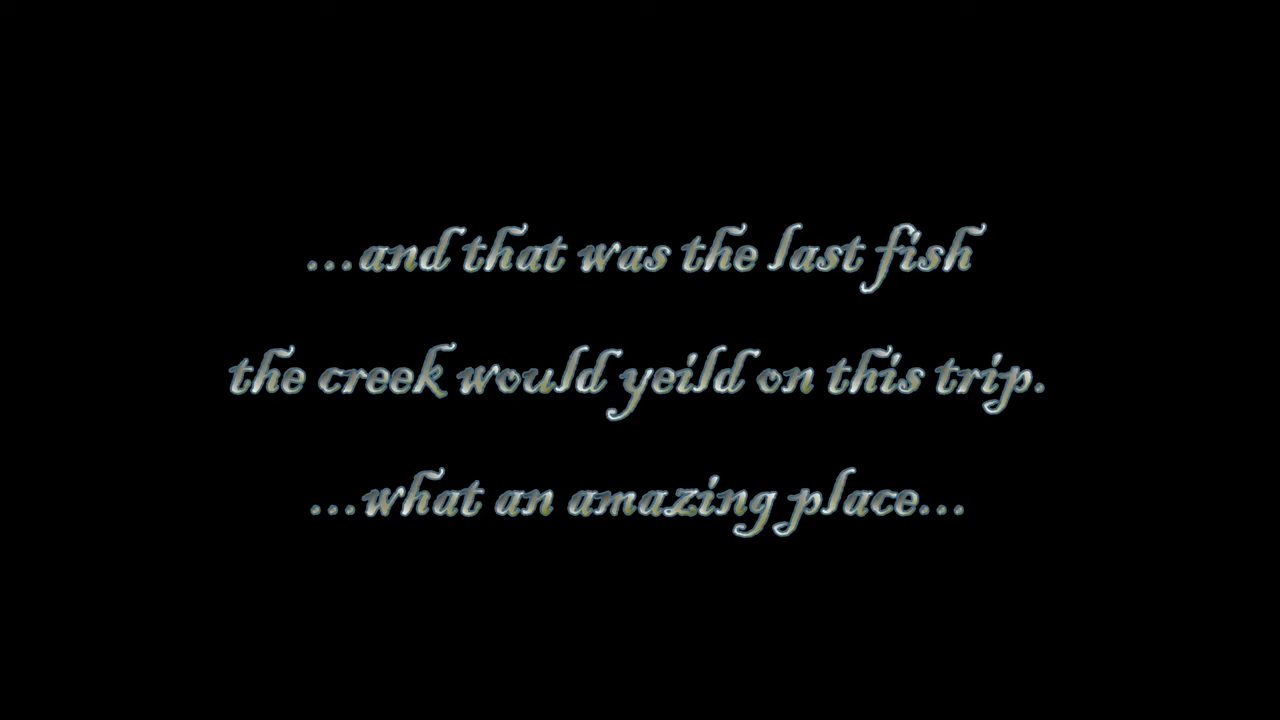 ...and that was the last fish
the creek would yeild on this trip.
...what an amazing place...